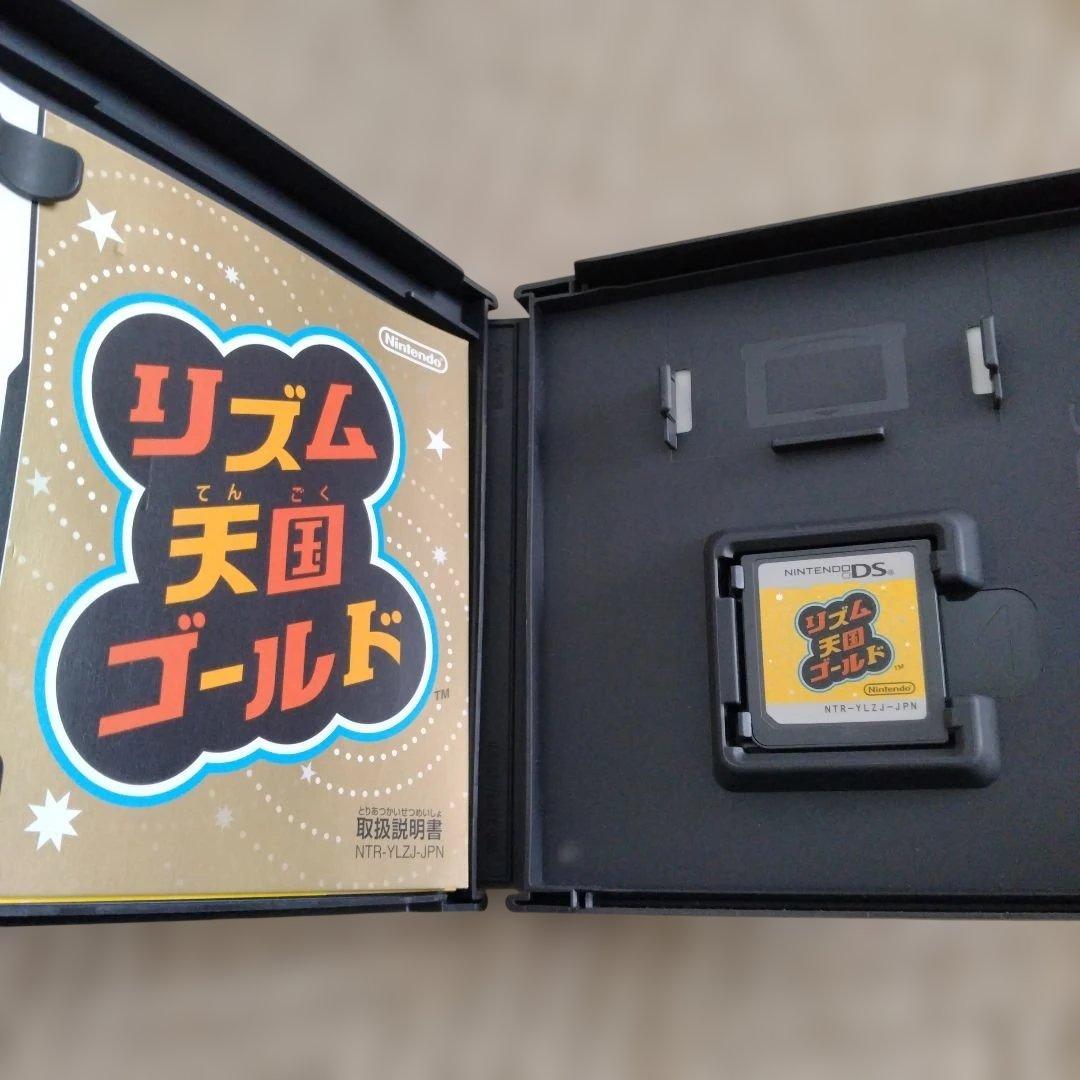 Nintendo
リズム
てんごく
天国
ゴールド
TM
とりあつかいせつめいしょ
取扱説明書
NTR-YLZJ-JPN
NINTENDO DS®
リズム
天国
ゴールド
TM
Nintendo
NTR-YLZJ-JPN